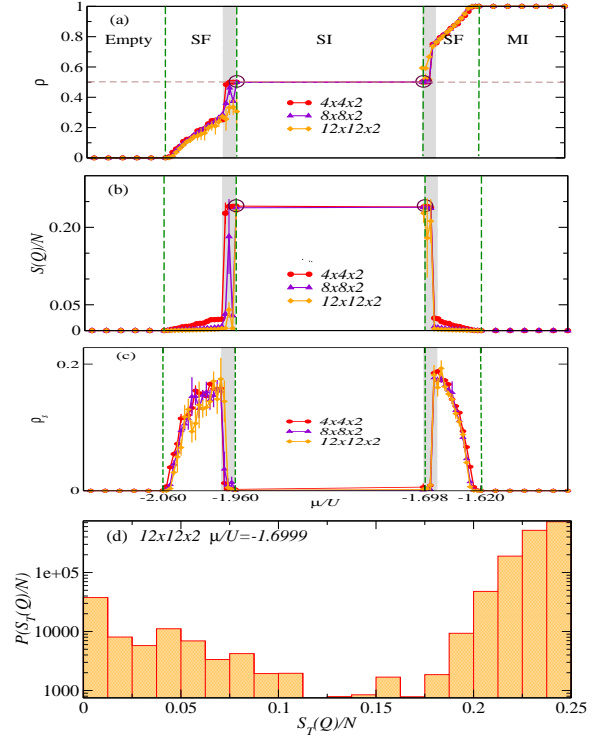 (a)
Empty SF SI SF MI
ρ
1
0.8
0.6
0.4
0.2
0
4x4x2
8x8x2
12x12x2
(b)
S(Q)/N
0.20
0.05
0
4x4x2
8x8x2
12x12x2
(c)
ρs
0.2
0
4x4x2
8x8x2
12x12x2
-2.060 -1.960 μ/U -1.698 -1.620
(d) 12x12x2 μ/U=-1.6999
P(S_T(Q)/N)
1e+05
10000
1000
0 0.05 0.1 0.15 0.2 0.25
S_T(Q)/N